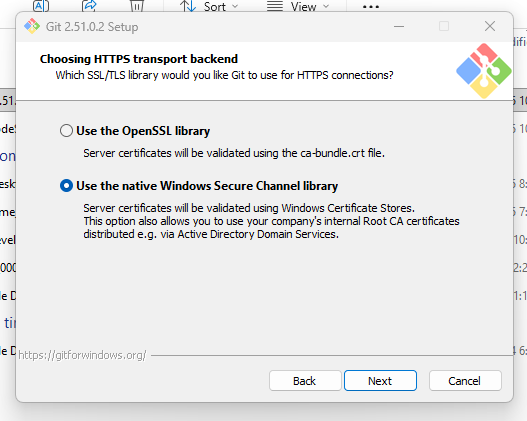 Sort
View
Git 2.51.0.2 Setup
Choosing HTTPS transport backend
Which SSL/TLS library would you like Git to use for HTTPS connections?
Use the OpenSSL library
Server certificates will be validated using the ca-bundle.crt file.
Use the native Windows Secure Channel library
Server certificates will be validated using Windows Certificate Stores.
This option also allows you to use your company's internal Root CA certificates
distributed e.g. via Active Directory Domain Services.
https://gitforwindows.org/
Back
Next
Cancel